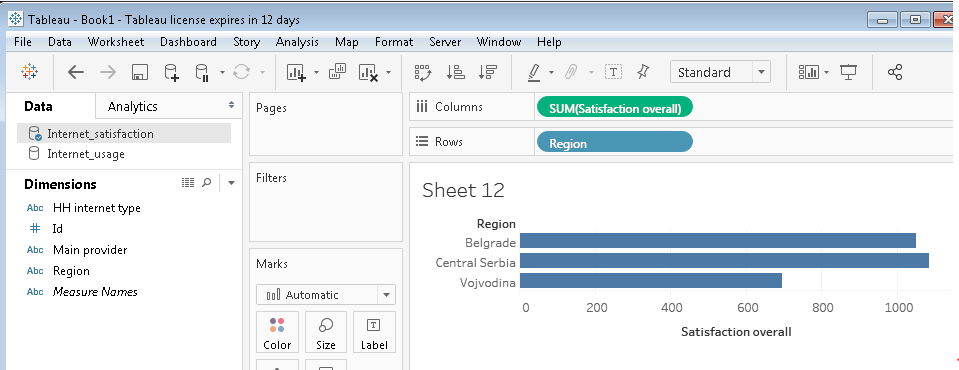 Tableau - Book1 - Tableau license expires in 12 days
File Data Worksheet Dashboard Story Analysis Map Format Server Window Help
Standard
Data Analytics
Internet_satisfaction
Internet_usage
Dimensions
Abc HH internet type
# Id
Abc Main provider
Abc Region
Abc Measure Names
Pages
Filters
Marks
Automatic
Color Size Label
Columns SUM(Satisfaction overall)
Rows Region
Sheet 12
Region
Belgrade
Central Serbia
Vojvodina
0 200 400 600 800 1000
Satisfaction overall